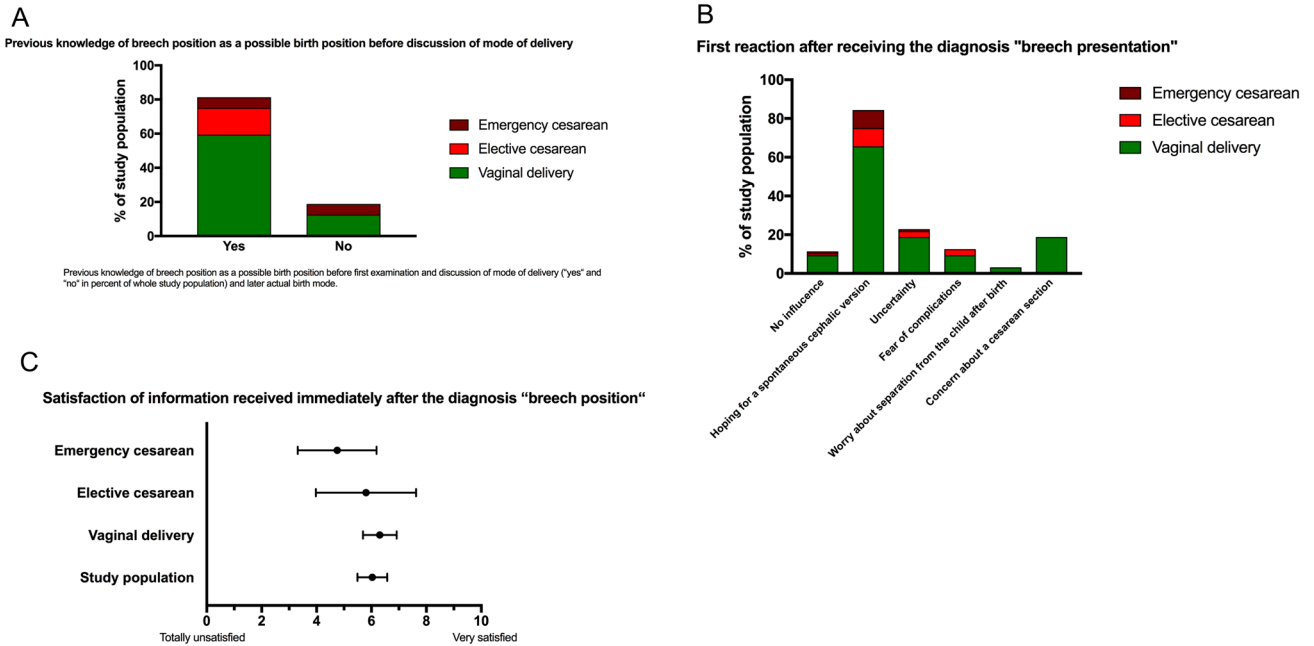 A
Previous knowledge of breech position as a possible birth position before discussion of mode of delivery
% of study population
100
80
60
40
20
0
Yes
No
Emergency cesarean
Elective cesarean
Vaginal delivery
Previous knowledge of breech position as a possible birth position before first examination and discussion of mode of delivery ("yes" and
"no" in percent of whole study population) and later actual birth mode.
B
First reaction after receiving the diagnosis "breech presentation"
% of study population
100
80
60
40
20
0
No influcence
Hoping for a spontaneous cephalic version
Uncertainty
Fear of complications
Worry about separation from the child after birth
Concern about a cesarean section
Emergency cesarean
Elective cesarean
Vaginal delivery
C
Satisfaction of information received immediately after the diagnosis “breech position“
Emergency cesarean
Elective cesarean
Vaginal delivery
Study population
0
2
4
6
8
10
Totally unsatisfied
Very satisfied